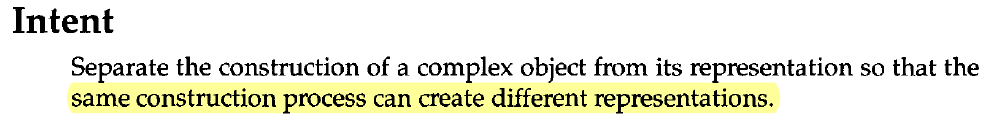 Intent
Separate the construction of a complex object from its representation so that the
same construction process can create different representations.